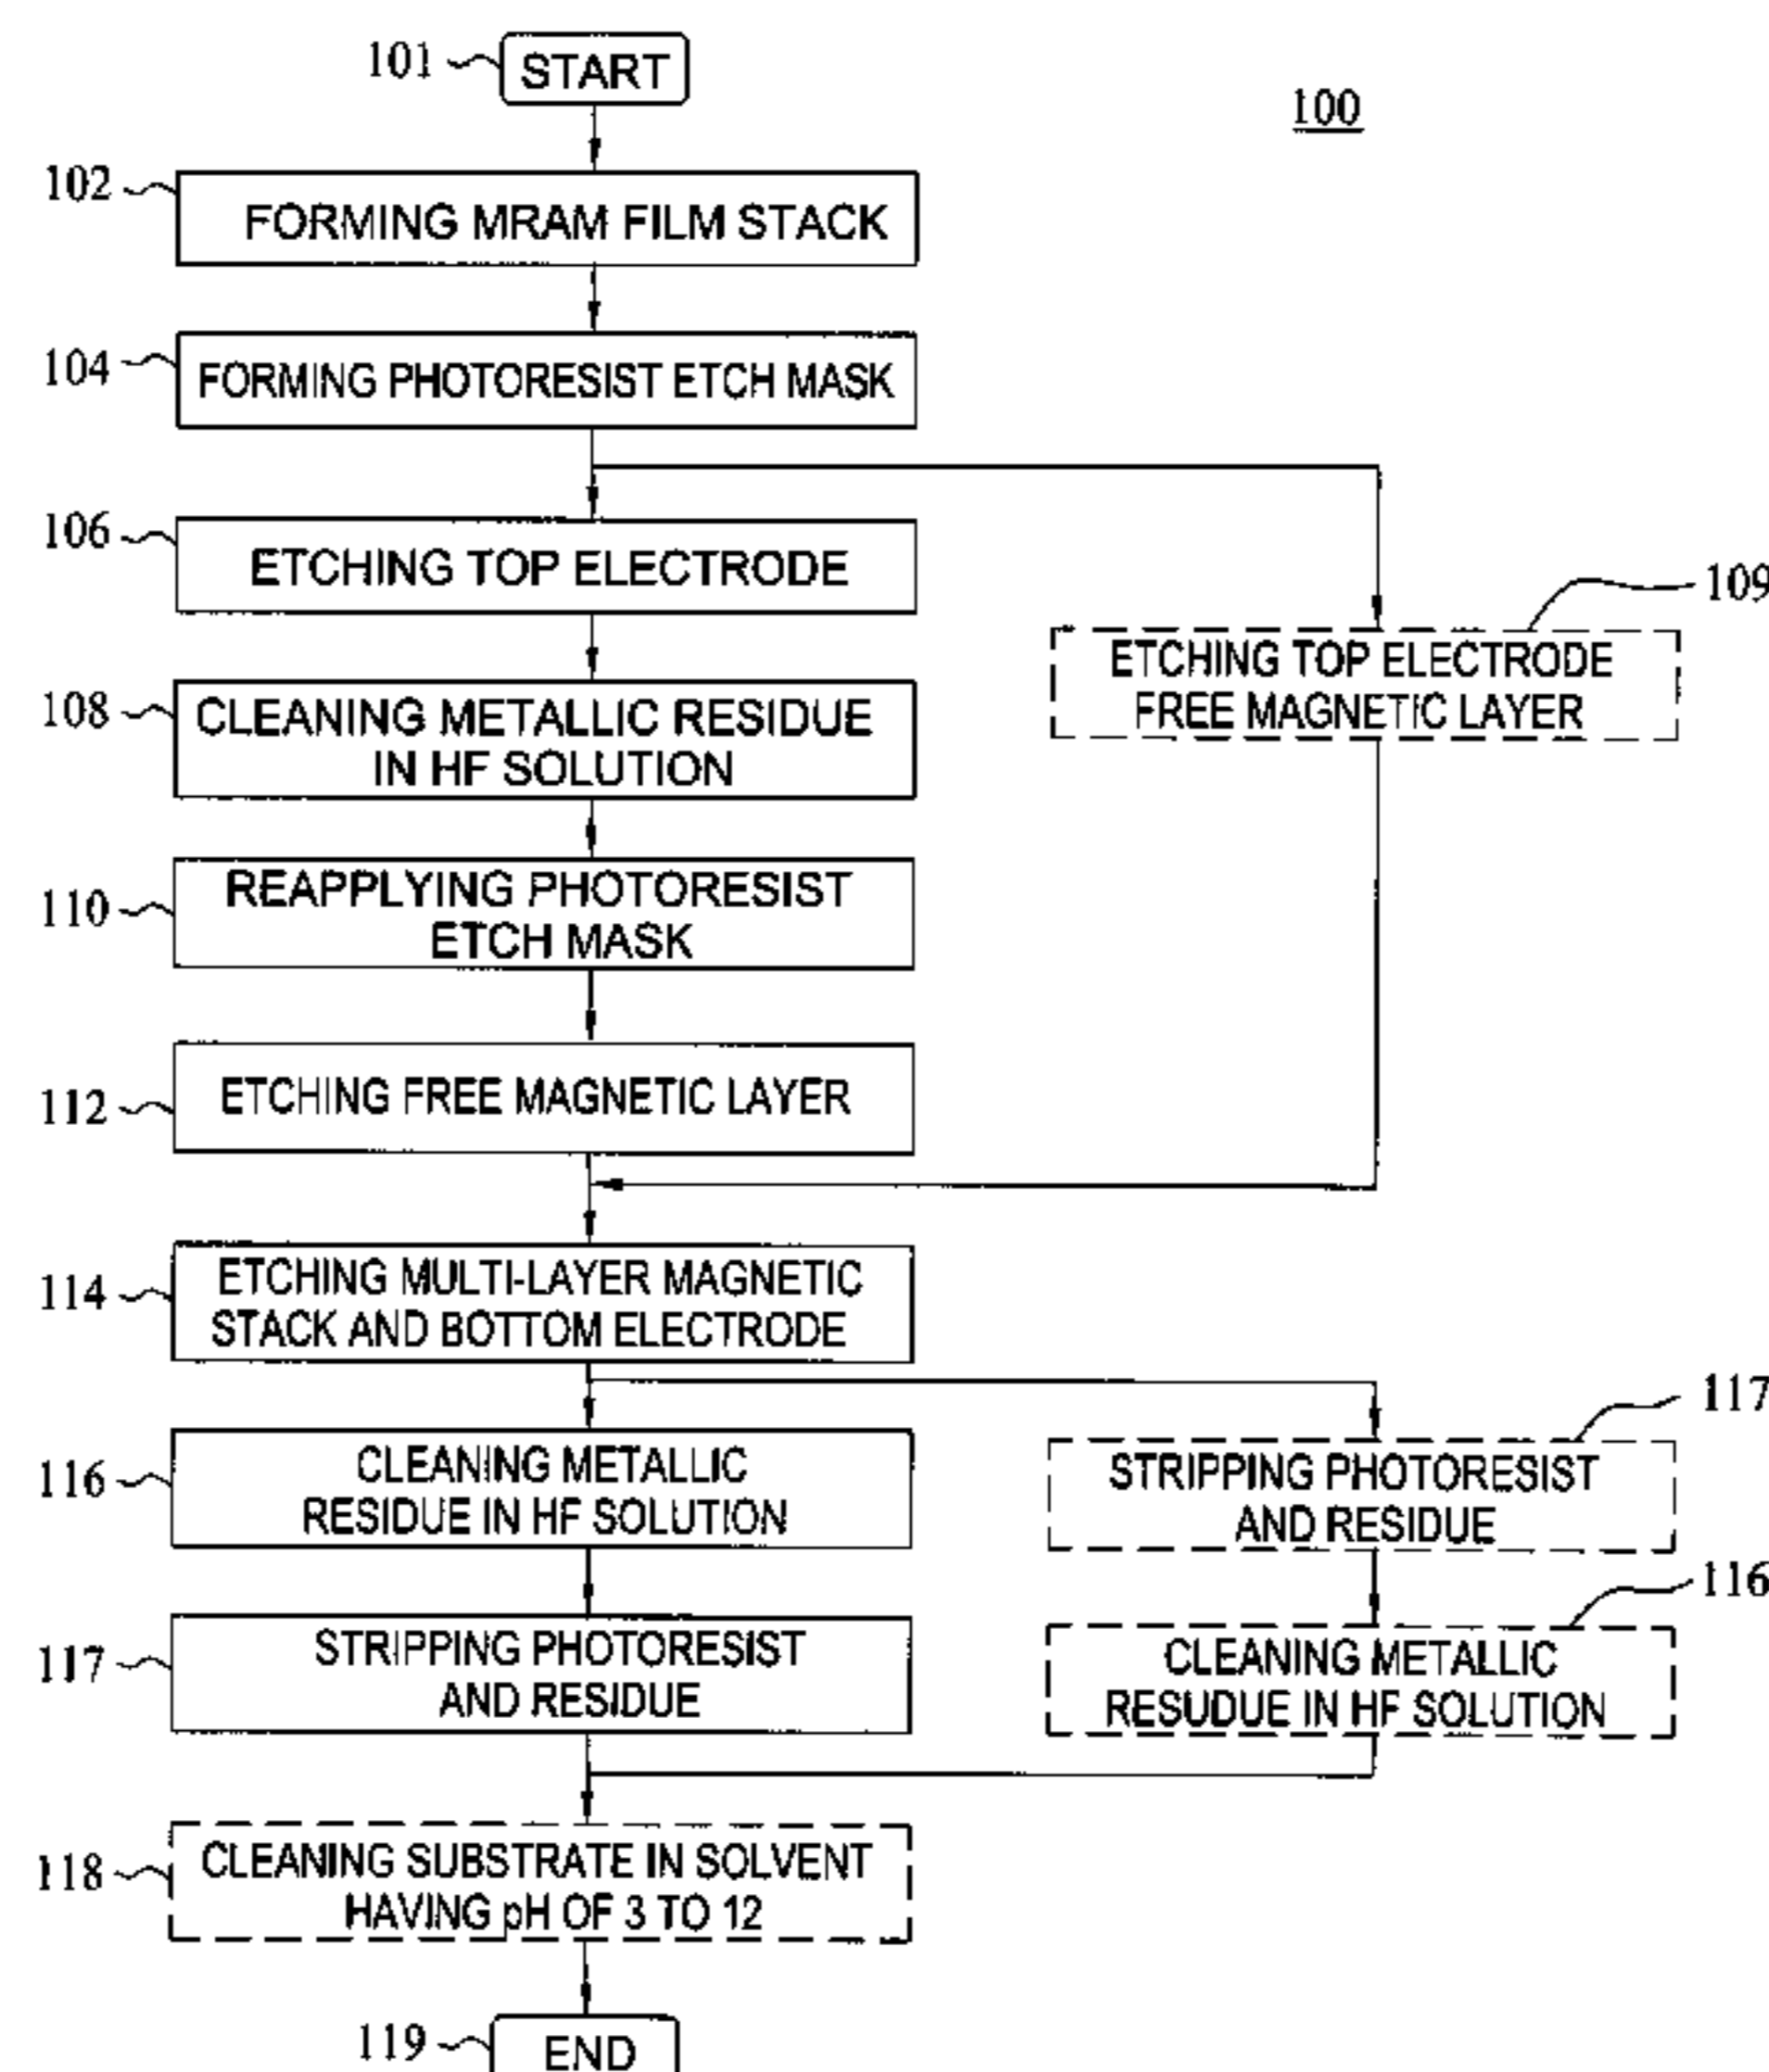 101
START
100
102
FORMING MRAM FILM STACK
104
FORMING PHOTORESIST ETCH MASK
106
ETCHING TOP ELECTRODE
109
ETCHING TOP ELECTRODE
FREE MAGNETIC LAYER
108
CLEANING METALLIC RESIDUE
IN HF SOLUTION
110
REAPPLYING PHOTORESIST
ETCH MASK
112
ETCHING FREE MAGNETIC LAYER
114
ETCHING MULTI-LAYER MAGNETIC
STACK AND BOTTOM ELECTRODE
116
CLEANING METALLIC
RESIDUE IN HF SOLUTION
117
STRIPPING PHOTORESIST
AND RESIDUE
117
STRIPPING PHOTORESIST
AND RESIDUE
116
CLEANING METALLIC
RESUDUE IN HF SOLUTION
118
CLEANING SUBSTRATE IN SOLVENT
HAVING pH OF 3 TO 12
119
END